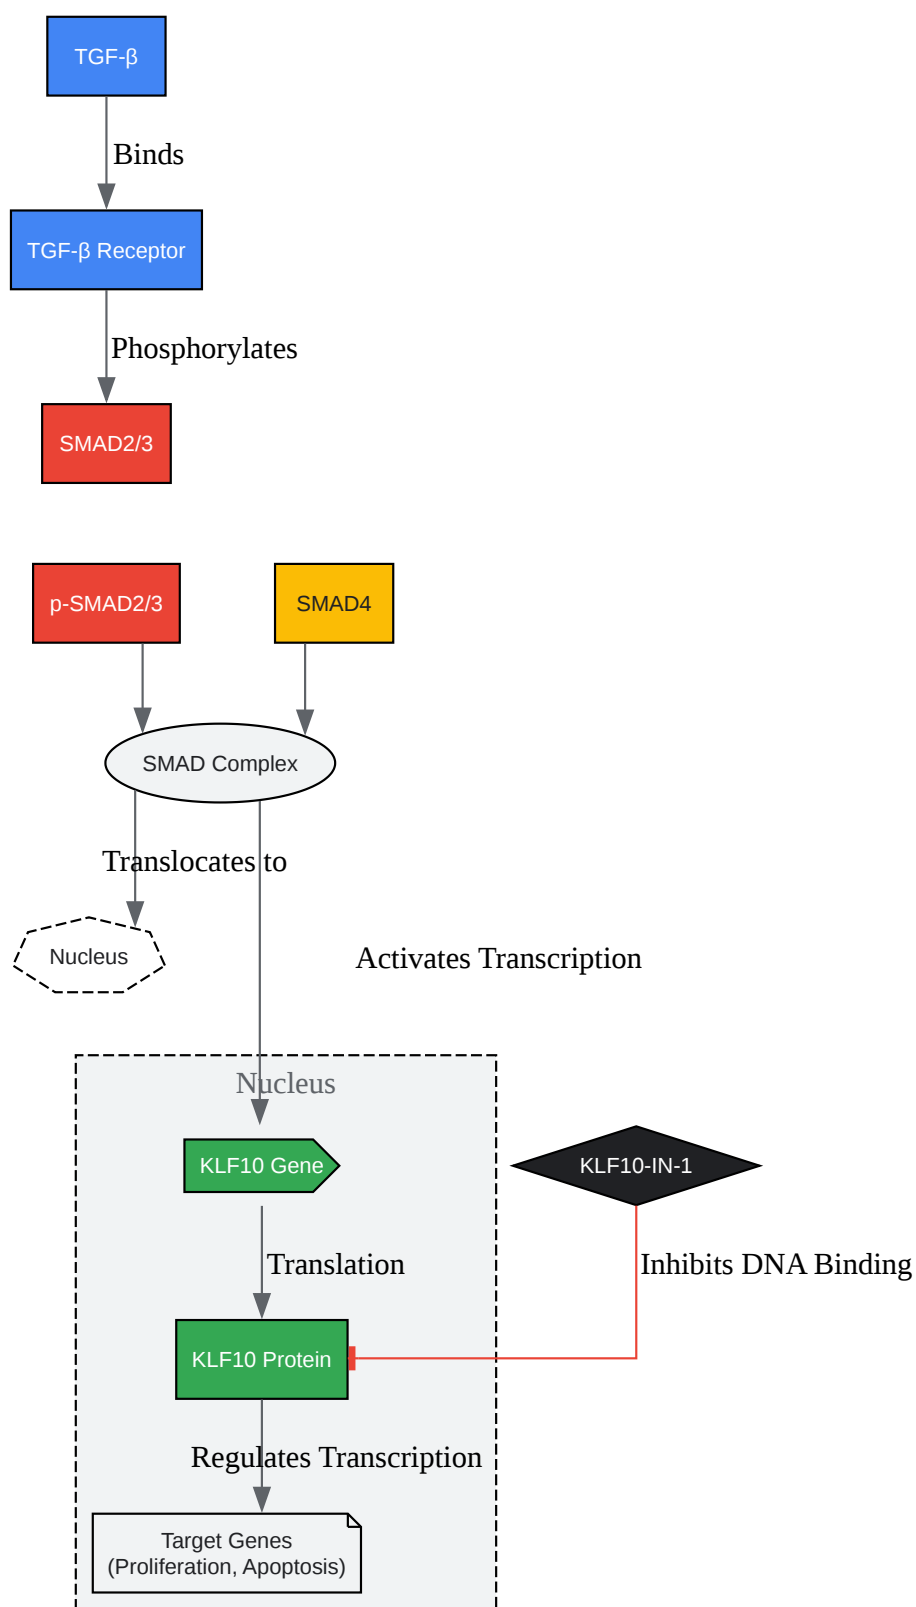 TGF-β
Binds
TGF-β Receptor
Phosphorylates
SMAD2/3
p-SMAD2/3
SMAD4
SMAD Complex
Translocates to
Nucleus
Activates Transcription
Nucleus
KLF10 Gene
KLF10-IN-1
Translation
Inhibits DNA Binding
KLF10 Protein
Regulates Transcription
Target Genes
(Proliferation, Apoptosis)